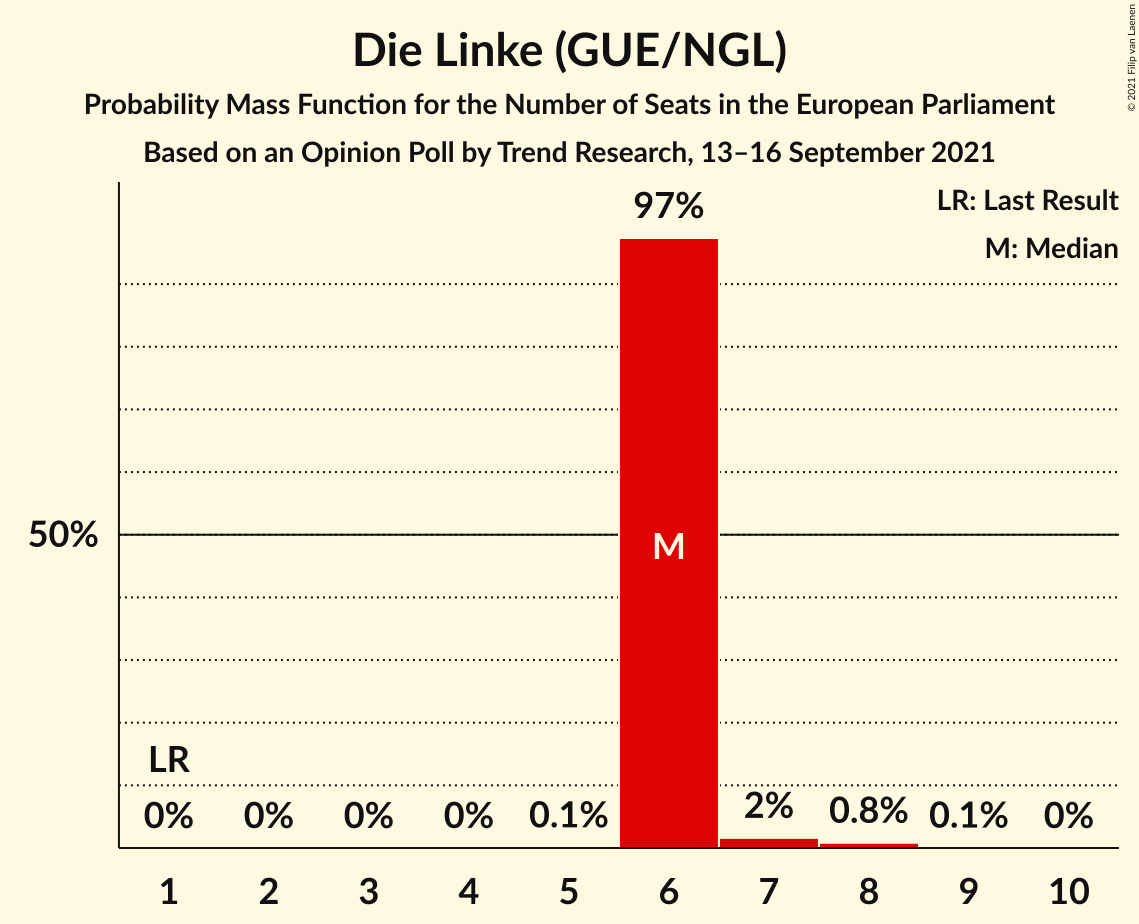 Die Linke (GUE/NGL)
Probability Mass Function for the Number of Seats in the European Parliament
Based on an Opinion Poll by Trend Research, 13–16 September 2021
© 2021 Filip van Laenen
LR: Last Result
M: Median
97%
50%
M
LR
0%
0%
0%
0%
0.1%
2%
0.8%
0.1%
0%
1
2
3
4
5
6
7
8
9
10